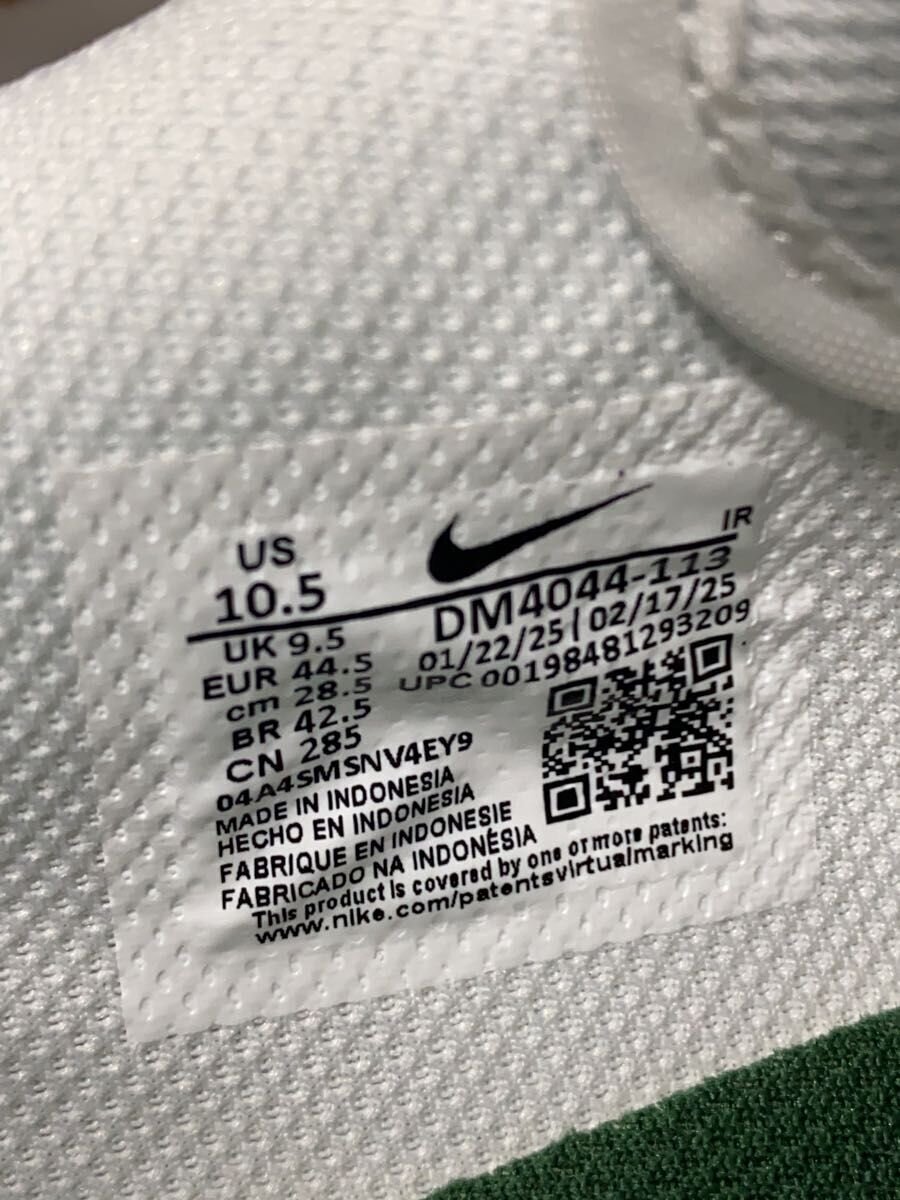 US
10.5
IR
UK 9.5
DM4044-113
EUR 44.5
01/22/25 | 02/17/25
cm 28.5
UPC 00198481293209
BR 42.5
CN 285
04A4SMSNV4EY9
MADE IN INDONESIA
HECHO EN INDONESIA
FABRIQUE EN INDONESIE
FABRICADO NA INDONÉSIA
This product is covered by one or more patents:
www.nike.com/patentsvirtualmarking